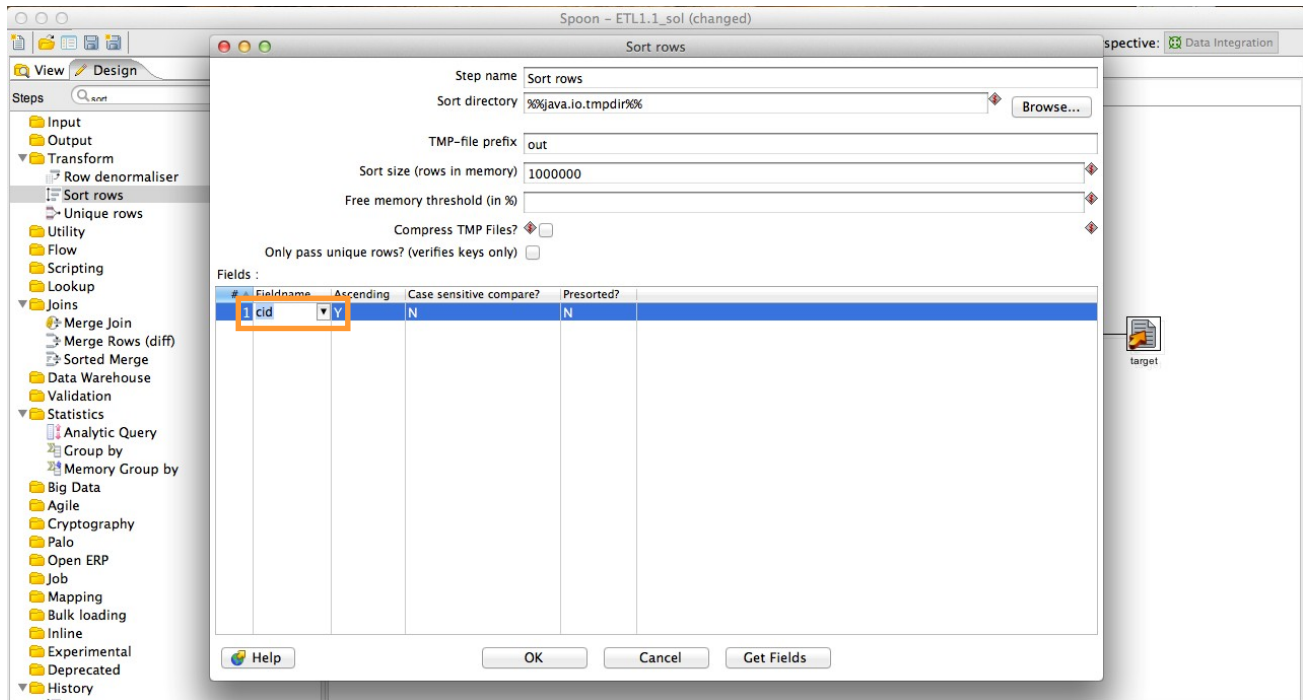 Spoon - ETL1.1_sol (changed)
Sort rows
spective: Data Integration
View Design
Steps sort
Input
Output
Transform
Row denormaliser
Sort rows
Unique rows
Utility
Flow
Scripting
Lookup
Joins
Merge Join
Merge Rows (diff)
Sorted Merge
Data Warehouse
Validation
Statistics
Analytic Query
Group by
Memory Group by
Big Data
Agile
Cryptography
Palo
Open ERP
Job
Mapping
Bulk loading
Inline
Experimental
Deprecated
History
Step name Sort rows
Sort directory %%java.io.tmpdir%% Browse...
TMP-file prefix out
Sort size (rows in memory) 1000000
Free memory threshold (in %)
Compress TMP Files?
Only pass unique rows? (verifies keys only)
Fields :
# Fieldname Ascending Case sensitive compare? Presorted?
1 cid Y N N
Help OK Cancel Get Fields
target